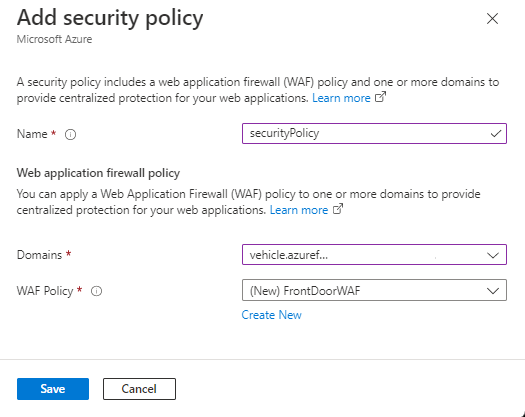 Add security policy
Microsoft Azure
A security policy includes a web application firewall (WAF) policy and one or more domains to
provide centralized protection for your web applications. Learn more
Name *
securityPolicy
Web application firewall policy
You can apply a Web Application Firewall (WAF) policy to one or more domains to provide
centralized protection for your web applications. Learn more
Domains *
vehicle.azuref...
WAF Policy *
(New) FrontDoorWAF
Create New
Save
Cancel